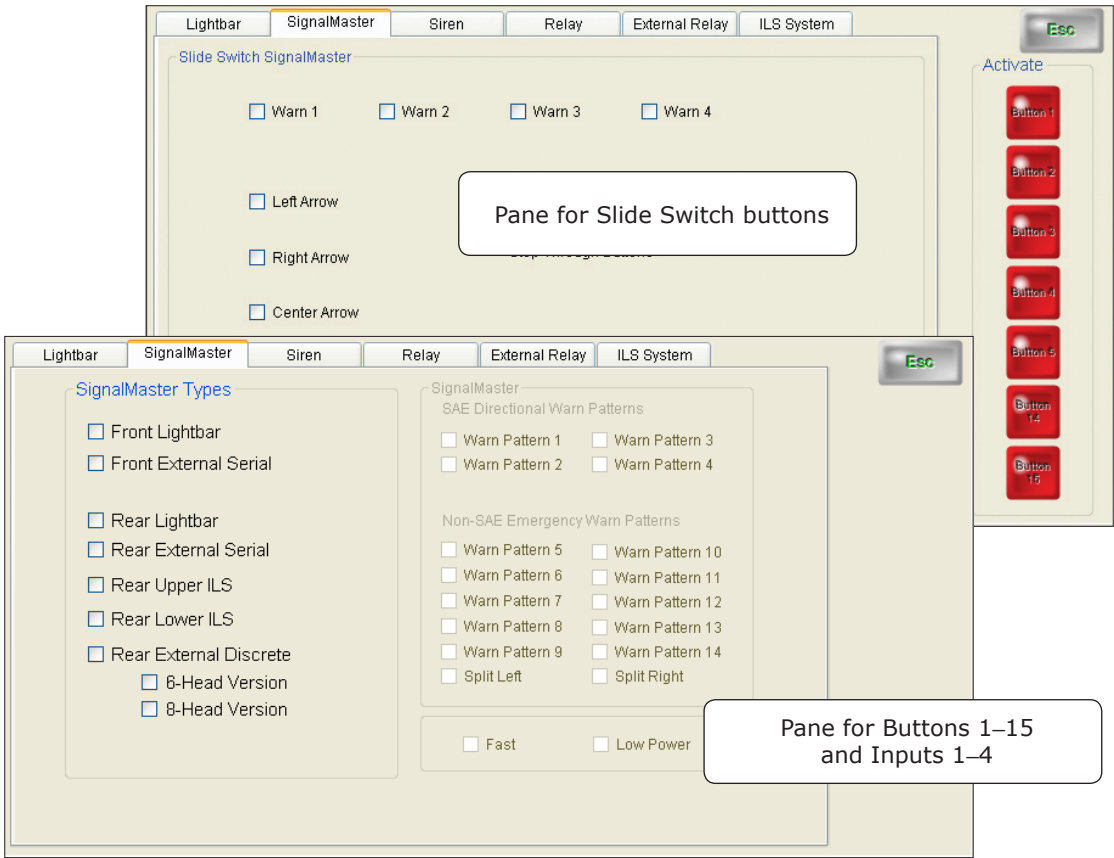 Lightbar SignalMaster Siren Relay External Relay ILS System
Esc
Slide Switch SignalMaster
Activate
Warn 1 Warn 2 Warn 3 Warn 4
Button 1
Button 2
Left Arrow
Pane for Slide Switch buttons
Button 3
Right Arrow
Step Through Buttons
Button 4
Center Arrow
Button 5
Button
14
Button
15
Lightbar SignalMaster Siren Relay External Relay ILS System
Esc
SignalMaster Types
Front Lightbar
Front External Serial
Rear Lightbar
Rear External Serial
Rear Upper ILS
Rear Lower ILS
Rear External Discrete
6-Head Version
8-Head Version
SignalMaster
SAE Directional Warn Patterns
Warn Pattern 1 Warn Pattern 3
Warn Pattern 2 Warn Pattern 4
Non-SAE Emergency Warn Patterns
Warn Pattern 5 Warn Pattern 10
Warn Pattern 6 Warn Pattern 11
Warn Pattern 7 Warn Pattern 12
Warn Pattern 8 Warn Pattern 13
Warn Pattern 9 Warn Pattern 14
Split Left Split Right
Fast Low Power
Pane for Buttons 1–15
and Inputs 1–4